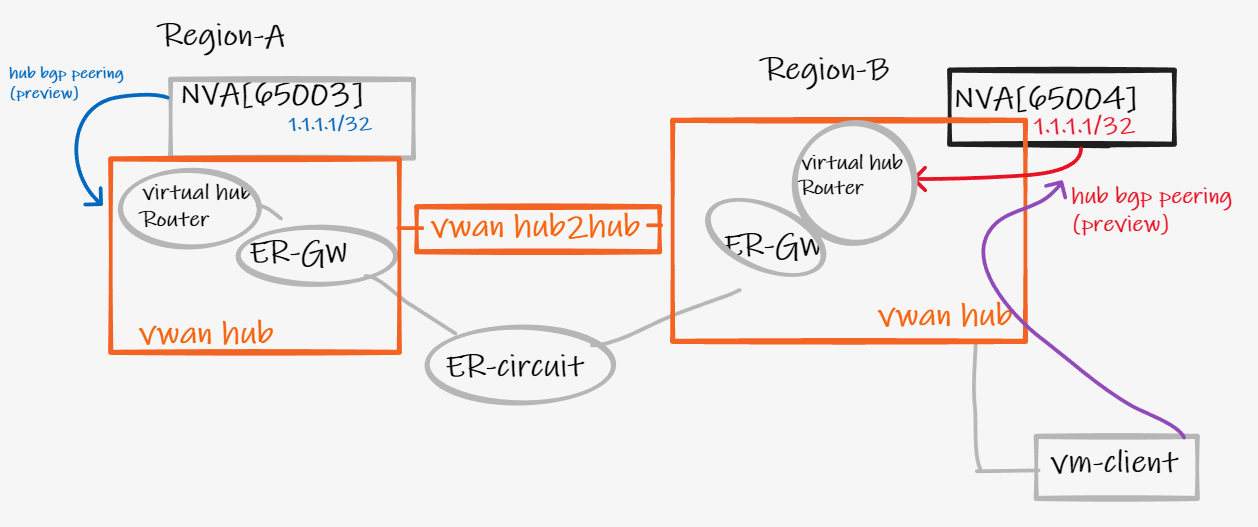 Region-A
hub bgp peering
(preview)
NVA[65003]
1.1.1.1/32
virtual hub
Router
ER-GW
vwan hub
vwan hub2hub
ER-circuit
Region-B
NVA[65004]
1.1.1.1/32
virtual hub
Router
ER-GW
hub bgp peering
(preview)
vwan hub
vm-client